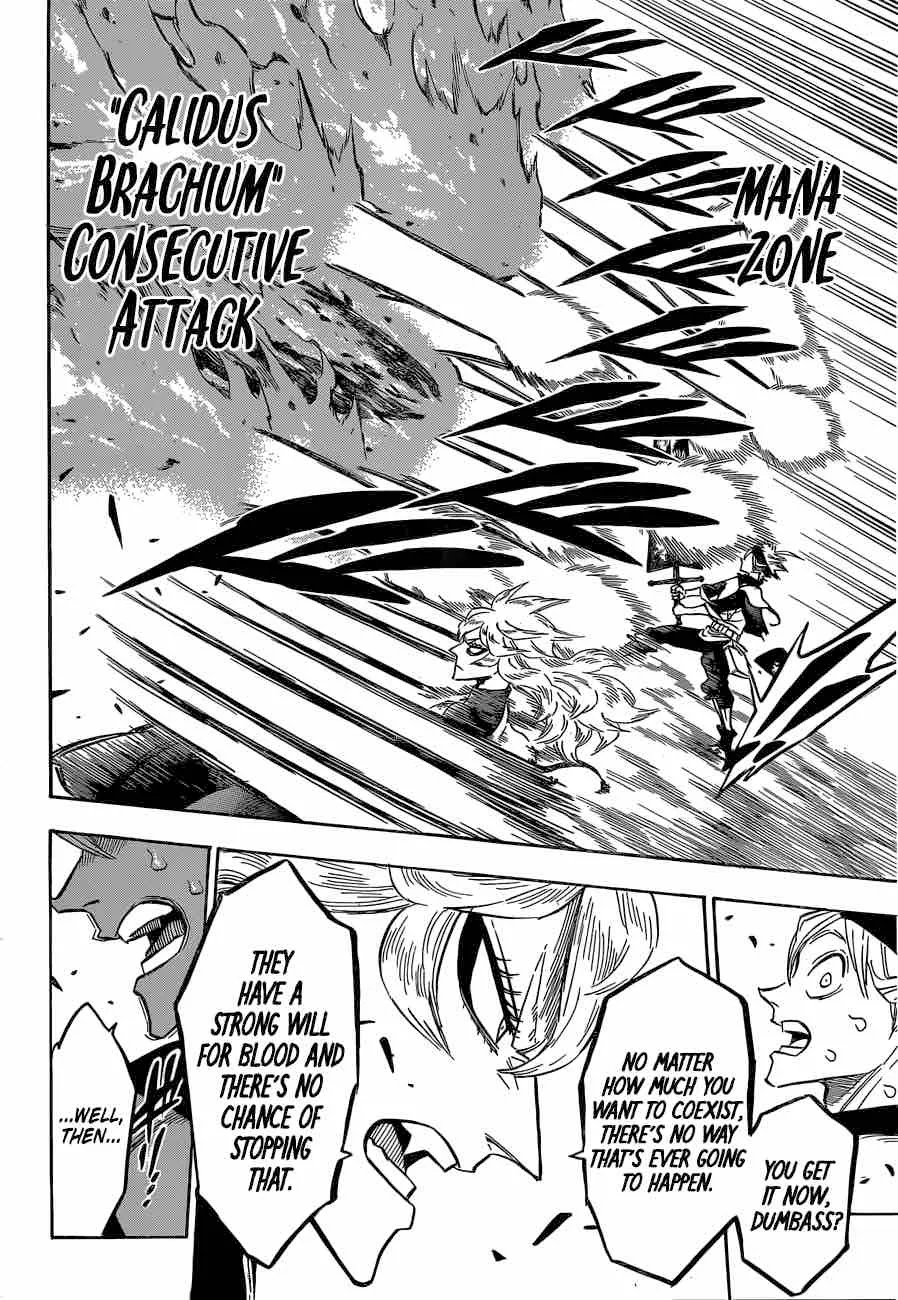 MANA
ZONE
"CALIDUS
BRACHIUM"
CONSECUTIVE
ATTACK
YOU GET
IT NOW,
DUMBASS?
NO MATTER
HOW MUCH YOU
WANT TO COEXIST,
THERE'S NO WAY
THAT'S EVER GOING
TO HAPPEN.
THEY
HAVE A
STRONG WILL
FOR BLOOD AND
THERE'S NO
CHANCE OF
STOPPING
THAT.
...WELL,
THEN...